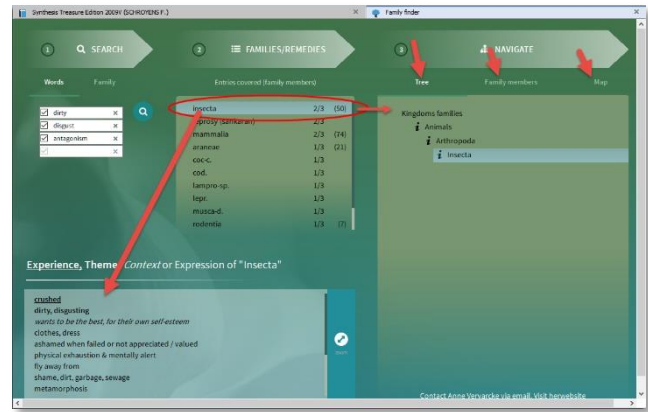 Synthesis Treasure Edition 2009V (SCHROYENS F.)
Family finder
1 SEARCH
2 FAMILIES/REMEDIES
3 NAVIGATE
Words Family
Entries covered (family members)
Tree Family members Map
dirty
disgust
antagonism
insecta 2/3 (50)
leprosy (sankaran) 2/3
mammalia 2/3 (74)
araneae 1/3 (21)
coc-c. 1/3
cod. 1/3
lampro-sp. 1/3
lepr. 1/3
musca-d. 1/3
rodentia 1/3 (7)
Kingdoms families
Animals
Arthropoda
Insecta
Experience, Theme, Context or Expression of "Insecta"
crushed
dirty, disgusting
wants to be the best, for their own self-esteem
clothes, dress
ashamed when failed or not appreciated / valued
physical exhaustion & mentally alert
fly away from
shame, dirt, garbage, sewage
metamorphosis
Contact Anne Vervarcke via email. Visit herwebsite